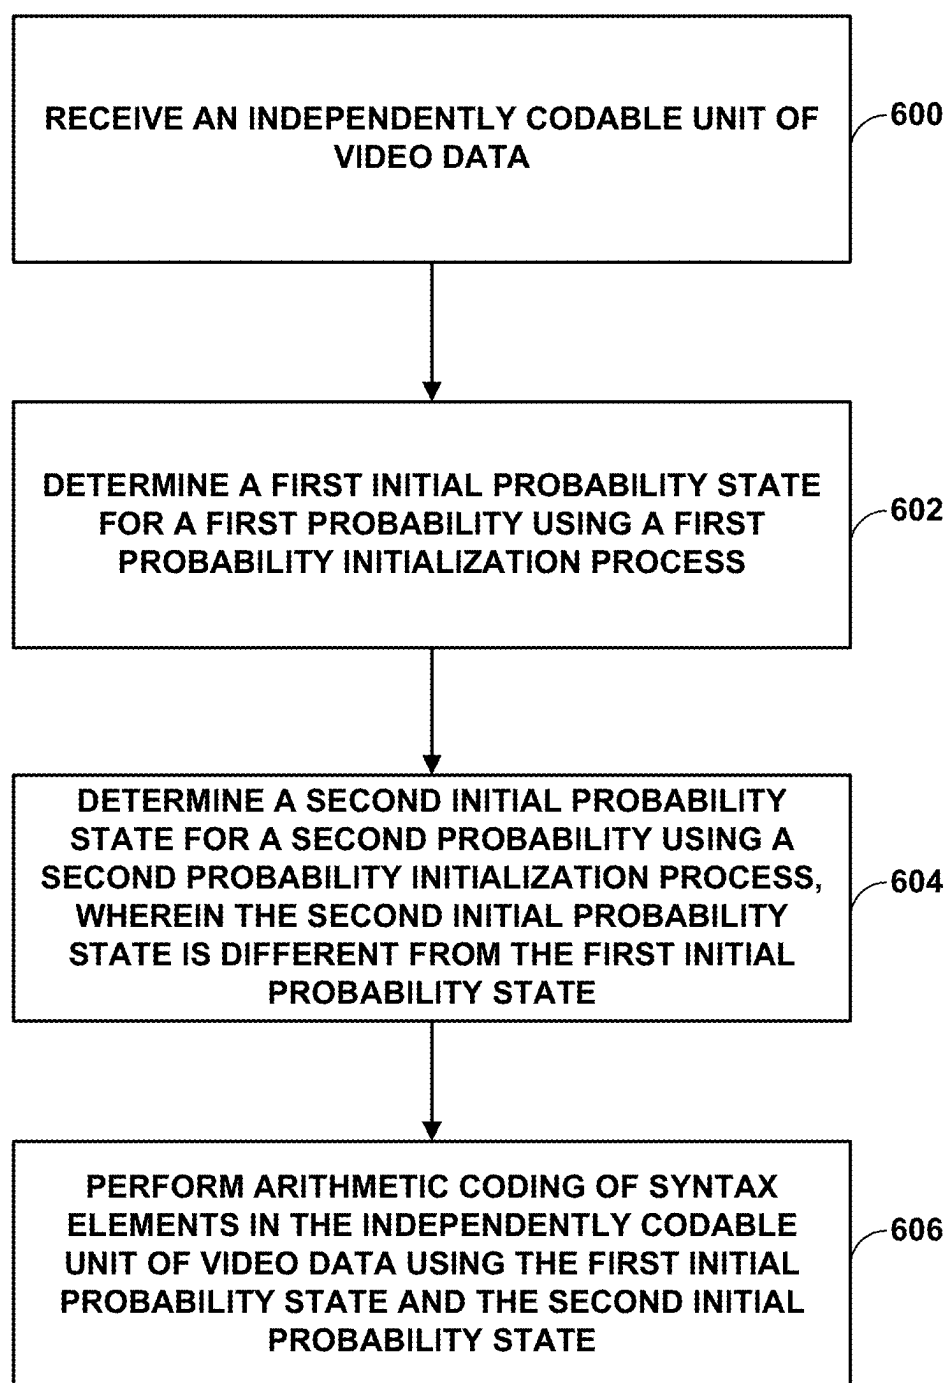 RECEIVE AN INDEPENDENTLY CODABLE UNIT OF
VIDEO DATA
600
DETERMINE A FIRST INITIAL PROBABILITY STATE
FOR A FIRST PROBABILITY USING A FIRST
PROBABILITY INITIALIZATION PROCESS
602
DETERMINE A SECOND INITIAL PROBABILITY
STATE FOR A SECOND PROBABILITY USING A
SECOND PROBABILITY INITIALIZATION PROCESS,
WHEREIN THE SECOND INITIAL PROBABILITY
STATE IS DIFFERENT FROM THE FIRST INITIAL
PROBABILITY STATE
604
PERFORM ARITHMETIC CODING OF SYNTAX
ELEMENTS IN THE INDEPENDENTLY CODABLE
UNIT OF VIDEO DATA USING THE FIRST INITIAL
PROBABILITY STATE AND THE SECOND INITIAL
PROBABILITY STATE
606